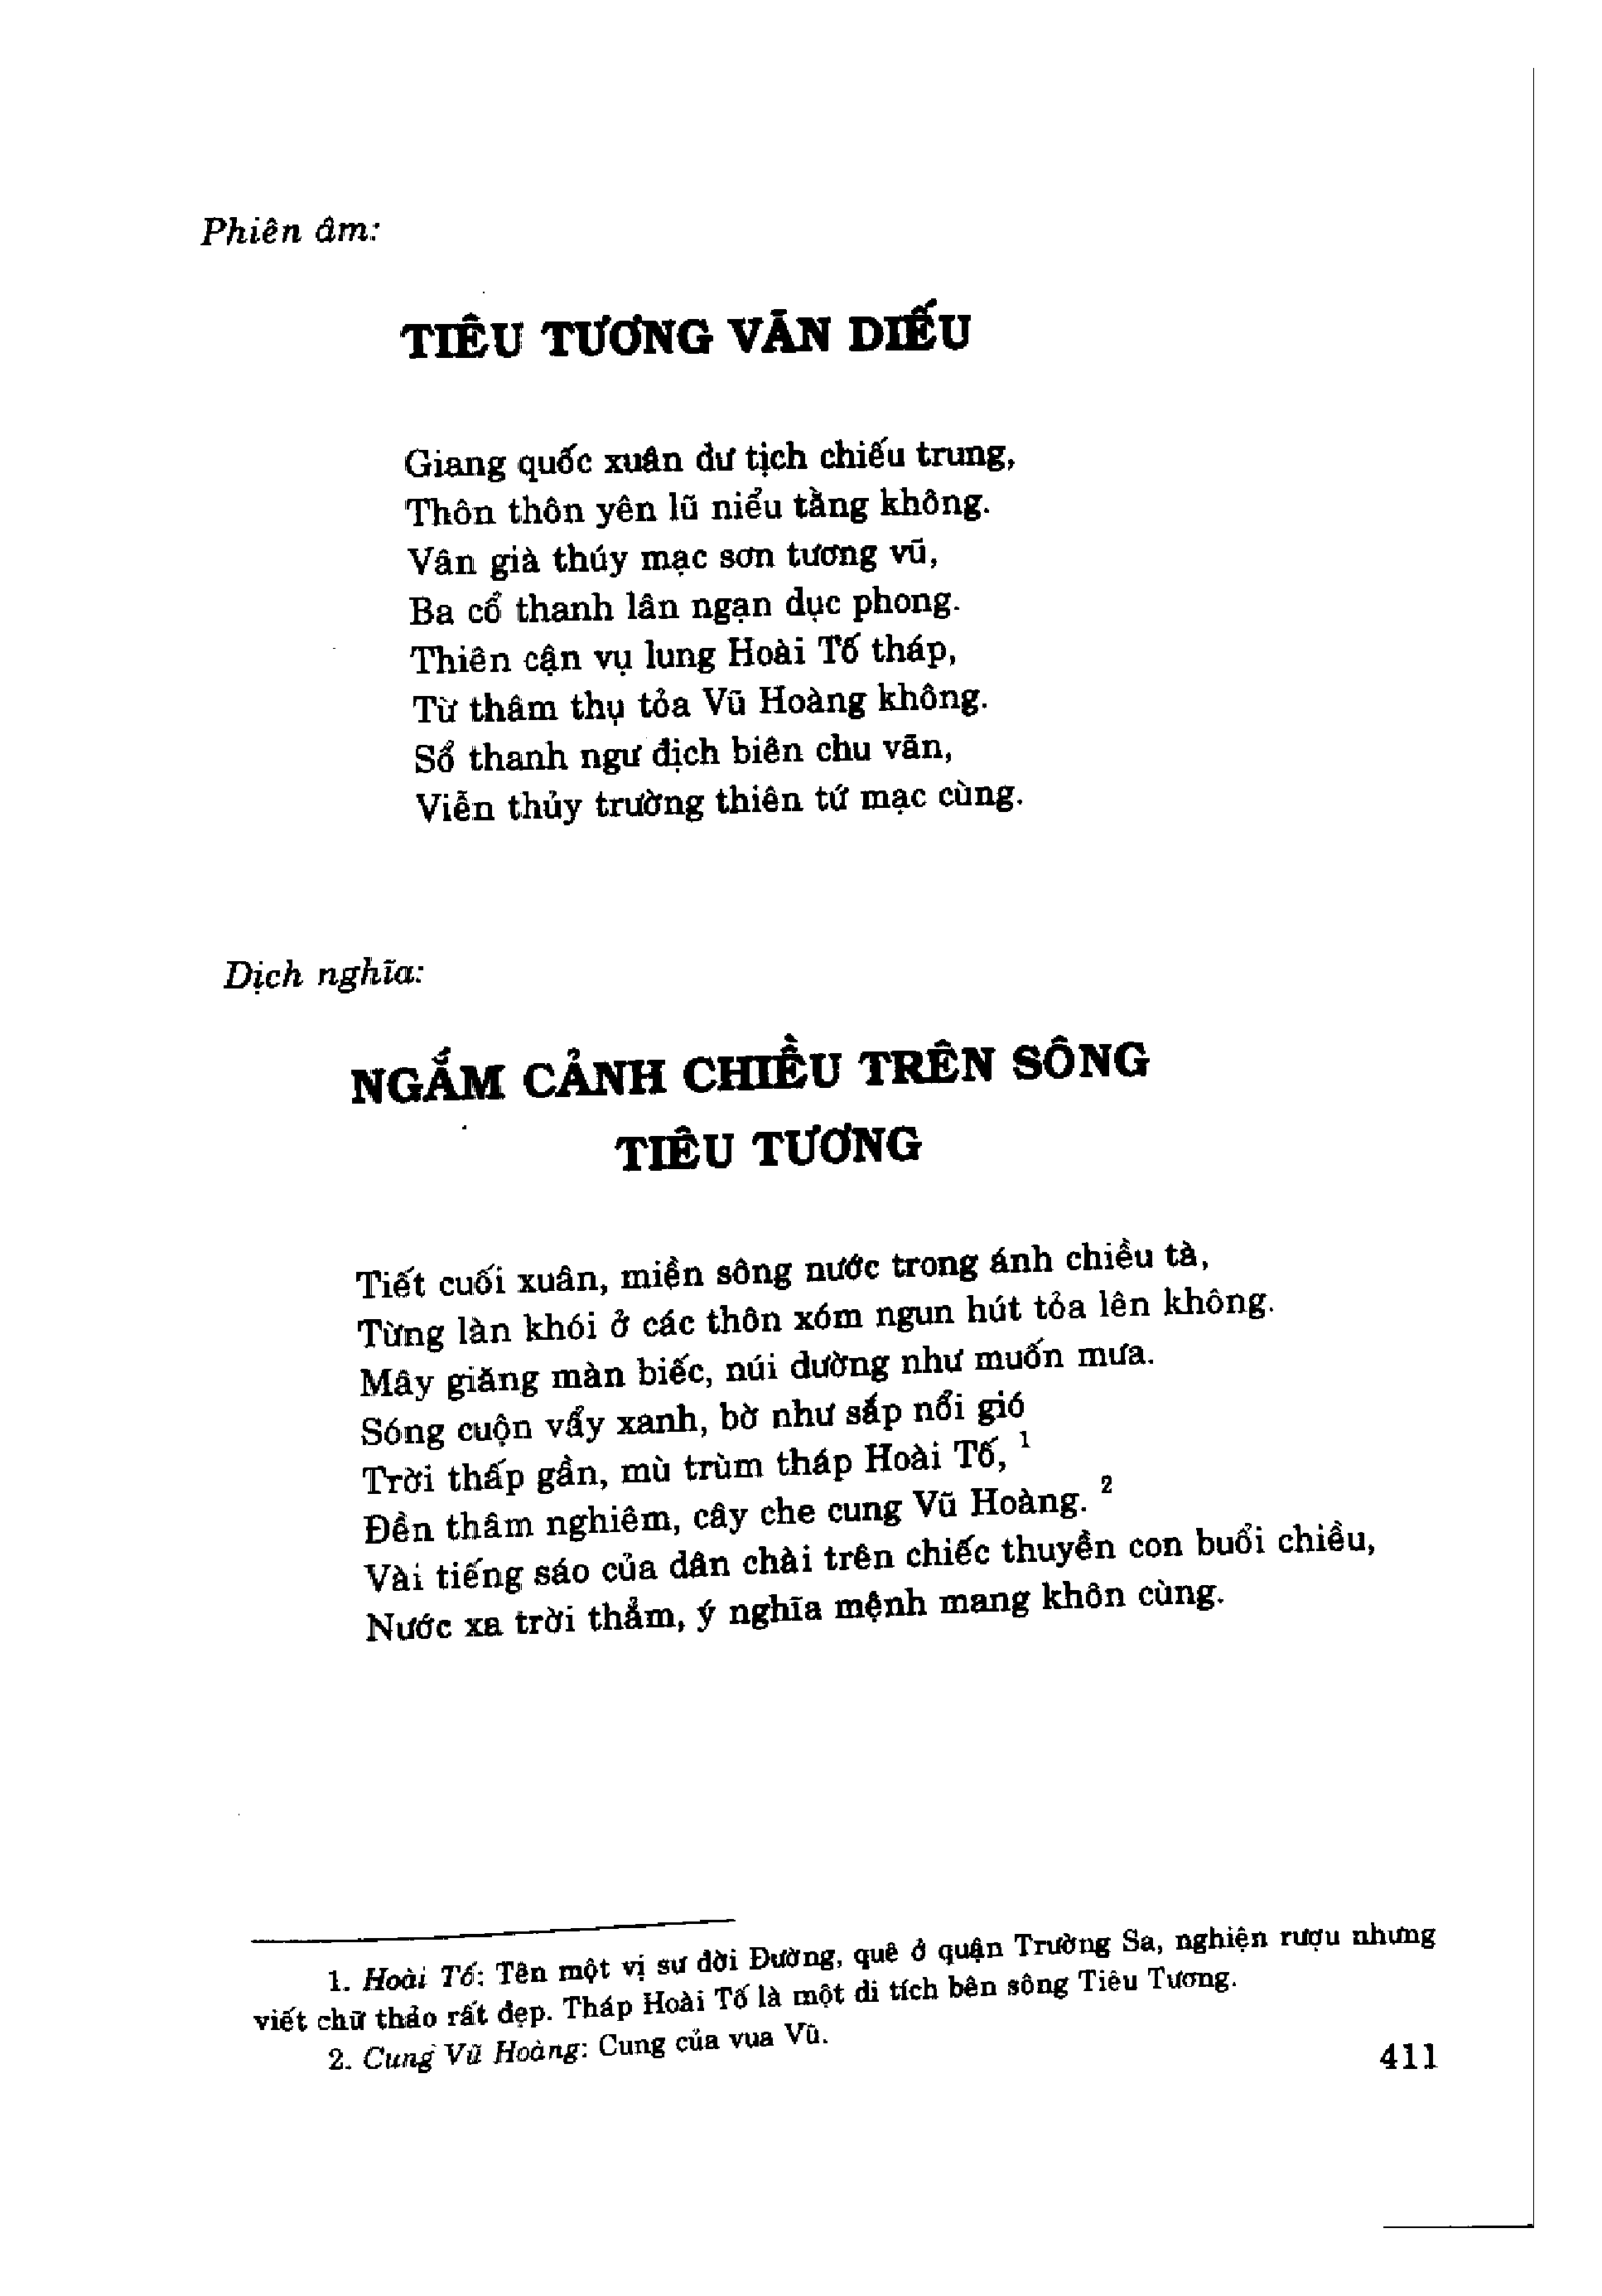 Phiên âm:
TIÊU TƯƠNG VÃN DIẾU
Giang quốc xuân dư tịch chiếu trung,
Thôn thôn yên lũ niểu tằng không.
Vân già thúy mạc sơn tương vũ,
Ba cổ thanh lân ngạn dục phong.
Thiên cận vụ lung Hoài Tố tháp,
Từ thâm thụ tỏa Vũ Hoàng không.
Sổ thanh ngư địch biên chu vãn,
Viễn thủy trường thiên tứ mạc cùng.
Dịch nghĩa:
NGẮM CẢNH CHIỀU TRÊN SÔNG
TIÊU TƯƠNG
Tiết cuối xuân, miền sông nước trong ánh chiều tà,
Từng làn khói ở các thôn xóm ngun hút tỏa lên không.
Mây giăng màn biếc, núi dường như muốn mưa.
Sóng cuộn vẩy xanh, bờ như sắp nổi gió
Trời thấp gần, mù trùm tháp Hoài Tố, 1
Đền thâm nghiêm, cây che cung Vũ Hoàng. 2
Vài tiếng sáo của dân chài trên chiếc thuyền con buổi chiều,
Nước xa trời thẳm, ý nghĩa mệnh mang khôn cùng.
1. Hoài Tố: Tên một vị sư đời Đường, quê ở quận Trường Sa, nghiện rượu nhưng
viết chữ thảo rất đẹp. Tháp Hoài Tố là một di tích bên sông Tiêu Tương.
2. Cung Vũ Hoàng: Cung của vua Vũ.
411